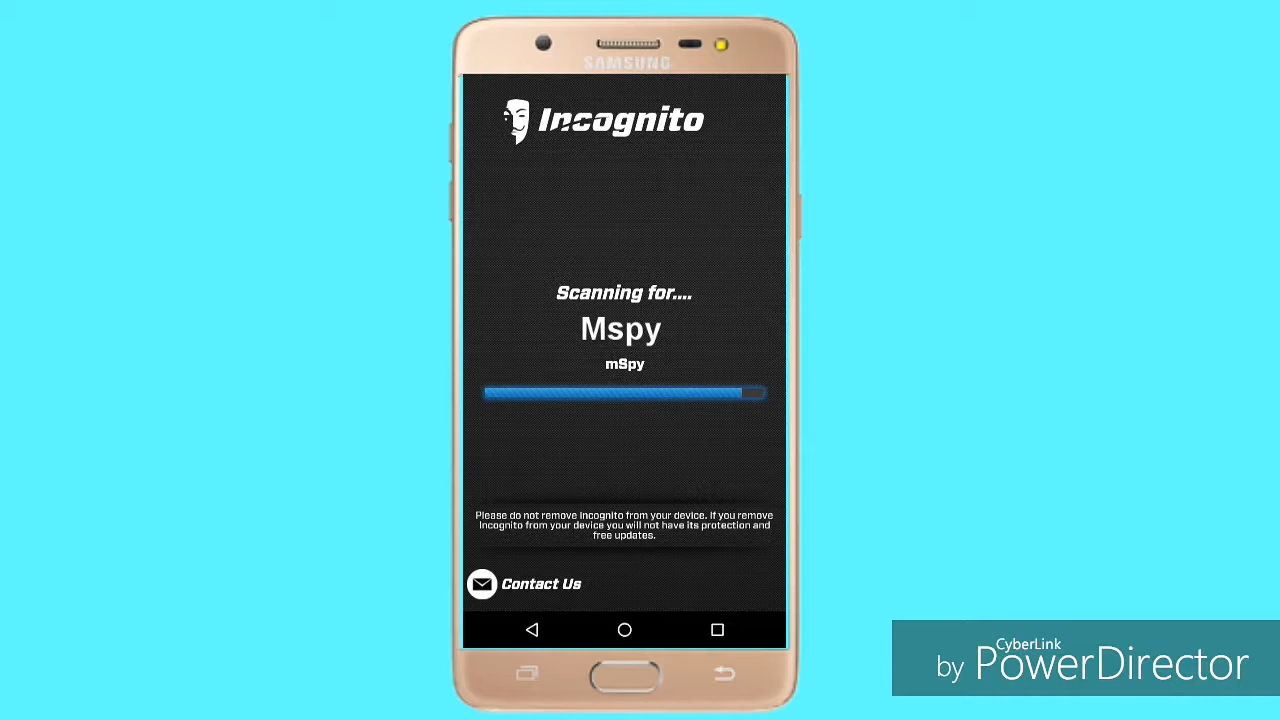 SAMSUNG
Incognito
Scanning for....
Mspy
mSpy
Please do not remove Incognito from your device. If you remove
Incognito from your device you will not have its protection and
free updates.
Contact Us
CyberLink
by PowerDirector